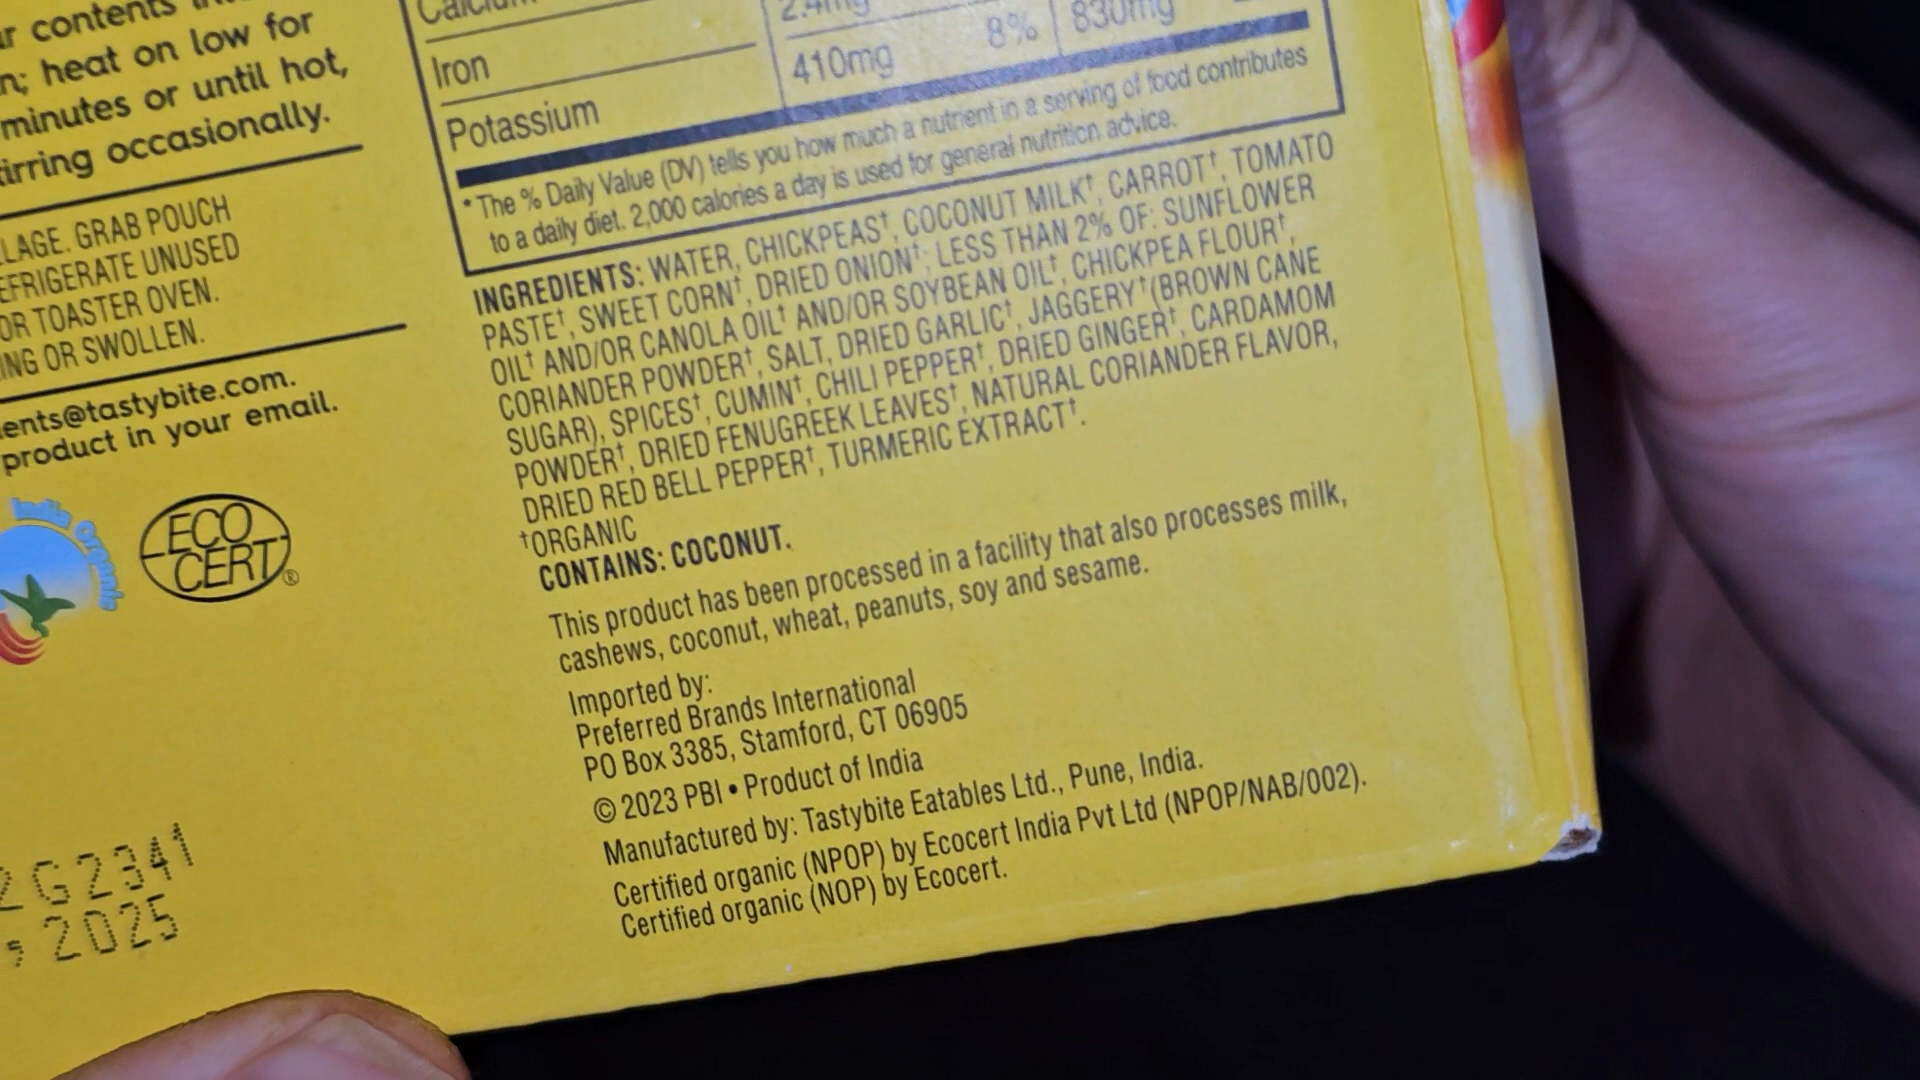 r contents
n; heat on low for
minutes or until hot,
tirring occasionally.
LAGE. GRAB POUCH
EFRIGERATE UNUSED
OR TOASTER OVEN.
ING OR SWOLLEN.
ents@tastybite.com.
product in your email.
India Organic
ECO
CERT®
2G2341
, 2025
Calcium
2.4mg
830mg
Iron
410mg 8%
Potassium
* The % Daily Value (DV) tells you how much a nutrient in a serving of food contributes
to a daily diet. 2,000 calories a day is used for general nutrition advice.
INGREDIENTS: WATER, CHICKPEAS†, COCONUT MILK†, CARROT†, TOMATO
PASTE†, SWEET CORN†, DRIED ONION†; LESS THAN 2% OF: SUNFLOWER
OIL† AND/OR CANOLA OIL† AND/OR SOYBEAN OIL†, CHICKPEA FLOUR†,
CORIANDER POWDER†, SALT, DRIED GARLIC†, JAGGERY†(BROWN CANE
SUGAR), SPICES†, CUMIN†, CHILI PEPPER†, DRIED GINGER†, CARDAMOM
POWDER†, DRIED FENUGREEK LEAVES†, NATURAL CORIANDER FLAVOR,
DRIED RED BELL PEPPER†, TURMERIC EXTRACT†.
†ORGANIC
CONTAINS: COCONUT.
This product has been processed in a facility that also processes milk,
cashews, coconut, wheat, peanuts, soy and sesame.
Imported by:
Preferred Brands International
PO Box 3385, Stamford, CT 06905
© 2023 PBI • Product of India
Manufactured by: Tastybite Eatables Ltd., Pune, India.
Certified organic (NPOP) by Ecocert India Pvt Ltd (NPOP/NAB/002).
Certified organic (NOP) by Ecocert.